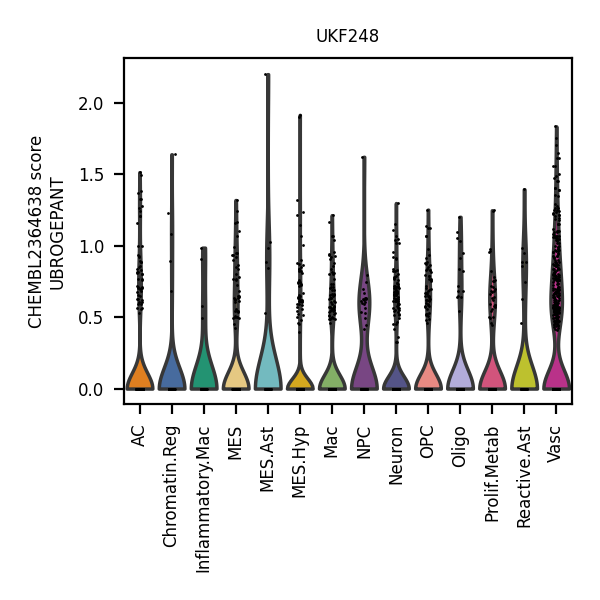 UKF248
CHEMBL2364638 score
UBROGEPANT
2.0
1.5
1.0
0.5
0.0
AC
Chromatin.Reg
Inflammatory.Mac
MES
MES.Ast
MES.Hyp
Mac
NPC
Neuron
OPC
Oligo
Prolif.Metab
Reactive.Ast
Vasc